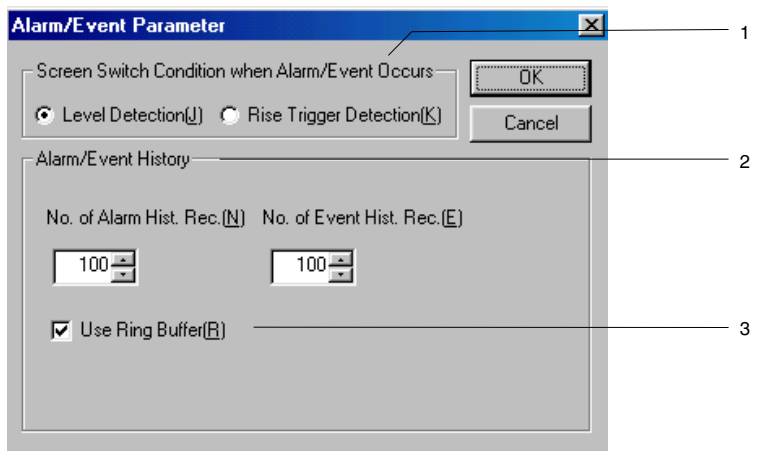 Alarm/Event Parameter
1
Screen Switch Condition when Alarm/Event Occurs
OK
Level Detection(J) Rise Trigger Detection(K)
Cancel
Alarm/Event History
2
No. of Alarm Hist. Rec.(N) No. of Event Hist. Rec.(E)
100 100
Use Ring Buffer(R)
3